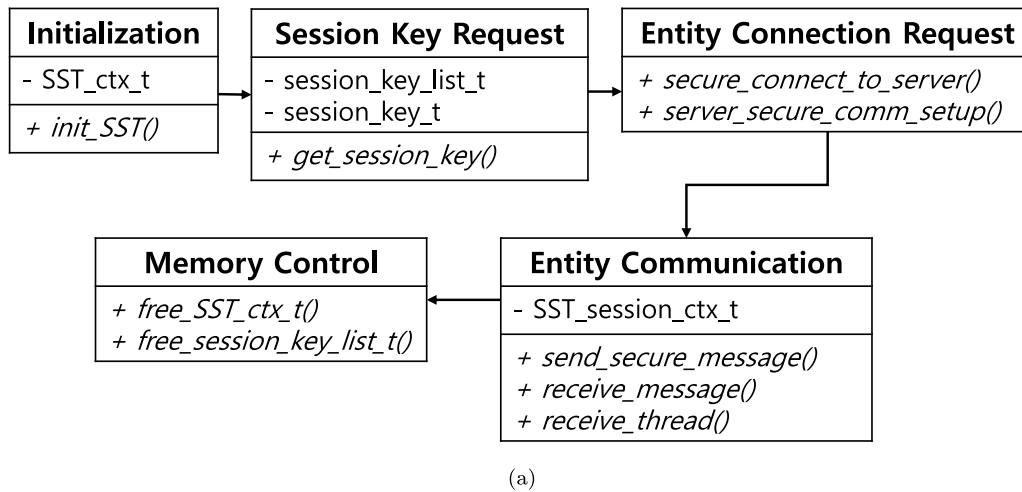 Initialization
- SST_ctx_t
+ init_SST()
Session Key Request
- session_key_list_t
- session_key_t
+ get_session_key()
Entity Connection Request
+ secure_connect_to_server()
+ server_secure_comm_setup()
Memory Control
+ free_SST_ctx_t()
+ free_session_key_list_t()
Entity Communication
- SST_session_ctx_t
+ send_secure_message()
+ receive_message()
+ receive_thread()
(a)